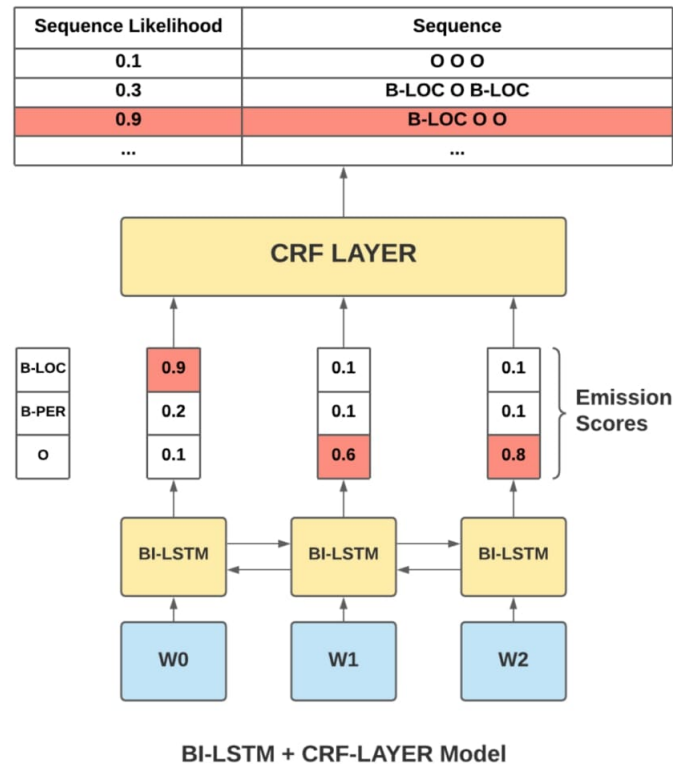 Sequence Likelihood Sequence
0.1 O O O
0.3 B-LOC O B-LOC
0.9 B-LOC O O
... ...
CRF LAYER
B-LOC 0.9 0.1 0.1
B-PER 0.2 0.1 0.1
O 0.1 0.6 0.8
Emission
Scores
BI-LSTM BI-LSTM BI-LSTM
W0 W1 W2
BI-LSTM + CRF-LAYER Model